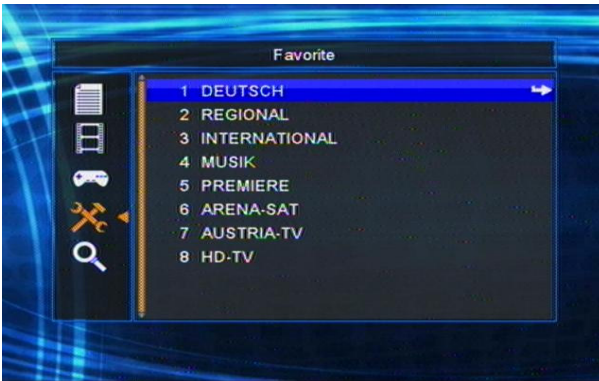 Favorite
1 DEUTSCH
2 REGIONAL
3 INTERNATIONAL
4 MUSIK
5 PREMIERE
6 ARENA-SAT
7 AUSTRIA-TV
8 HD-TV